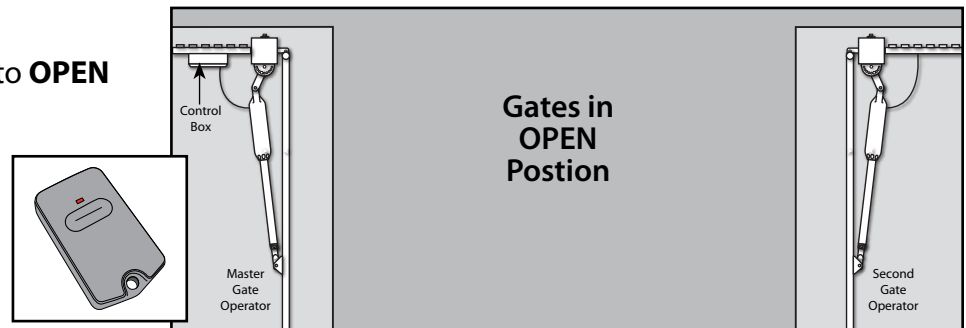 to OPEN
Control
Box
Gates in
OPEN
Postion
Master
Gate
Operator
Second
Gate
Operator